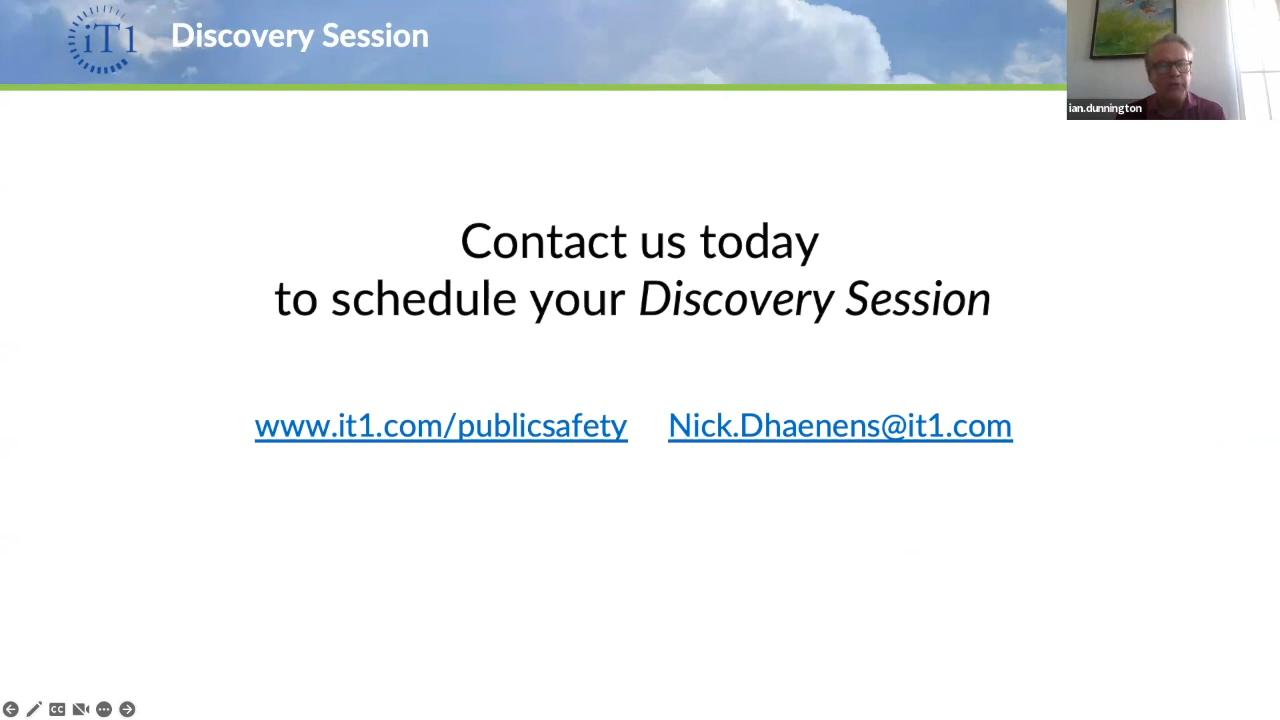 iT1
Discovery Session
ian.dunnington
Contact us today
to schedule your Discovery Session
www.it1.com/publicsafety Nick.Dhaenens@it1.com
CC